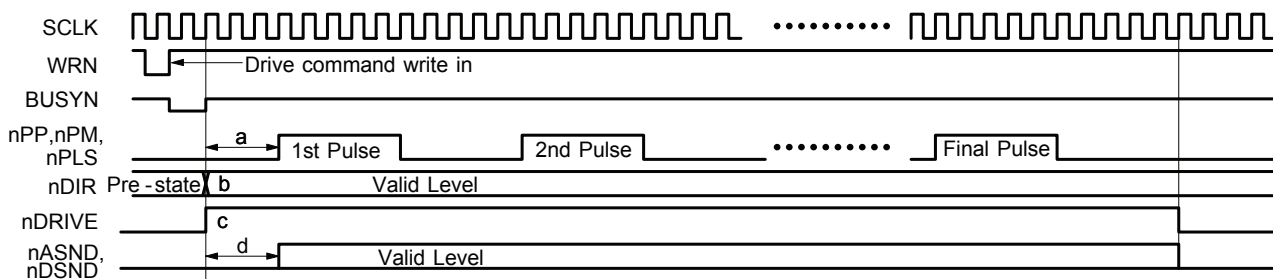 SCLK
WRN
Drive command write in
BUSYN
nPP,nPM,
nPLS
a
1st Pulse
2nd Pulse
Final Pulse
nDIR
Pre-state
b
Valid Level
nDRIVE
c
nASND,
nDSND
d
Valid Level